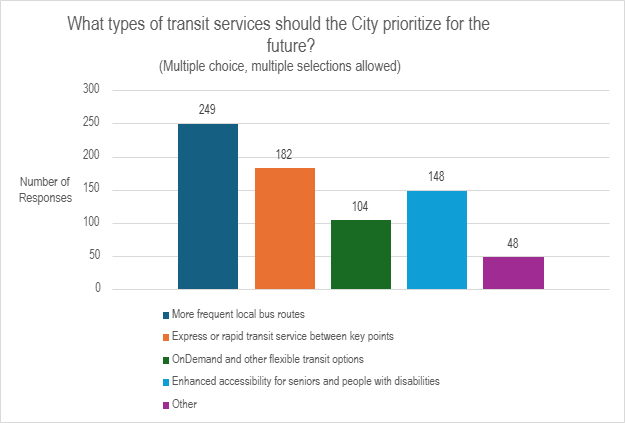 What types of transit services should the City prioritize for the
future?
(Multiple choice, multiple selections allowed)
300
250
200
150
100
50
0
Number of
Responses
249
182
104
148
48
More frequent local bus routes
Express or rapid transit service between key points
OnDemand and other flexible transit options
Enhanced accessibility for seniors and people with disabilities
Other